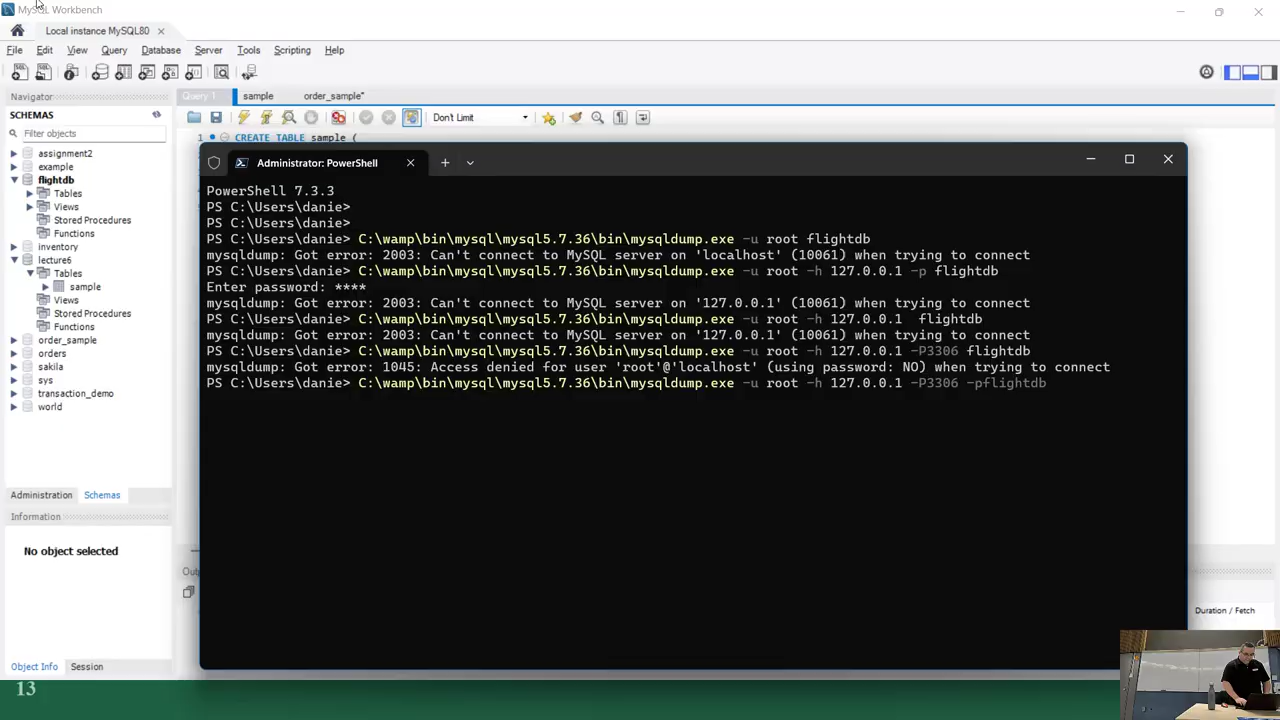 MySQL Workbench
Local instance MySQL80
File Edit View Query Database Server Tools Scripting Help
Navigator
SCHEMAS
Filter objects
assignment2
example
flightdb
Tables
Views
Stored Procedures
Functions
inventory
lecture6
Tables
sample
Views
Stored Procedures
Functions
order_sample
orders
sakila
sys
transaction_demo
world
Administration Schemas
Information
No object selected
Object Info Session
13
Query 1 sample order_sample*
Don't Limit
1 CREATE TABLE sample (
Administrator: PowerShell
PowerShell 7.3.3
PS C:\Users\danie>
PS C:\Users\danie>
PS C:\Users\danie> C:\wamp\bin\mysql\mysql5.7.36\bin\mysqldump.exe -u root flightdb
mysqldump: Got error: 2003: Can't connect to MySQL server on 'localhost' (10061) when trying to connect
PS C:\Users\danie> C:\wamp\bin\mysql\mysql5.7.36\bin\mysqldump.exe -u root -h 127.0.0.1 -p flightdb
Enter password: ****
mysqldump: Got error: 2003: Can't connect to MySQL server on '127.0.0.1' (10061) when trying to connect
PS C:\Users\danie> C:\wamp\bin\mysql\mysql5.7.36\bin\mysqldump.exe -u root -h 127.0.0.1  flightdb
mysqldump: Got error: 2003: Can't connect to MySQL server on '127.0.0.1' (10061) when trying to connect
PS C:\Users\danie> C:\wamp\bin\mysql\mysql5.7.36\bin\mysqldump.exe -u root -h 127.0.0.1 -P3306 flightdb
mysqldump: Got error: 1045: Access denied for user 'root'@'localhost' (using password: NO) when trying to connect
PS C:\Users\danie> C:\wamp\bin\mysql\mysql5.7.36\bin\mysqldump.exe -u root -h 127.0.0.1 -P3306 -pflightdb
Outp
Duration / Fetch